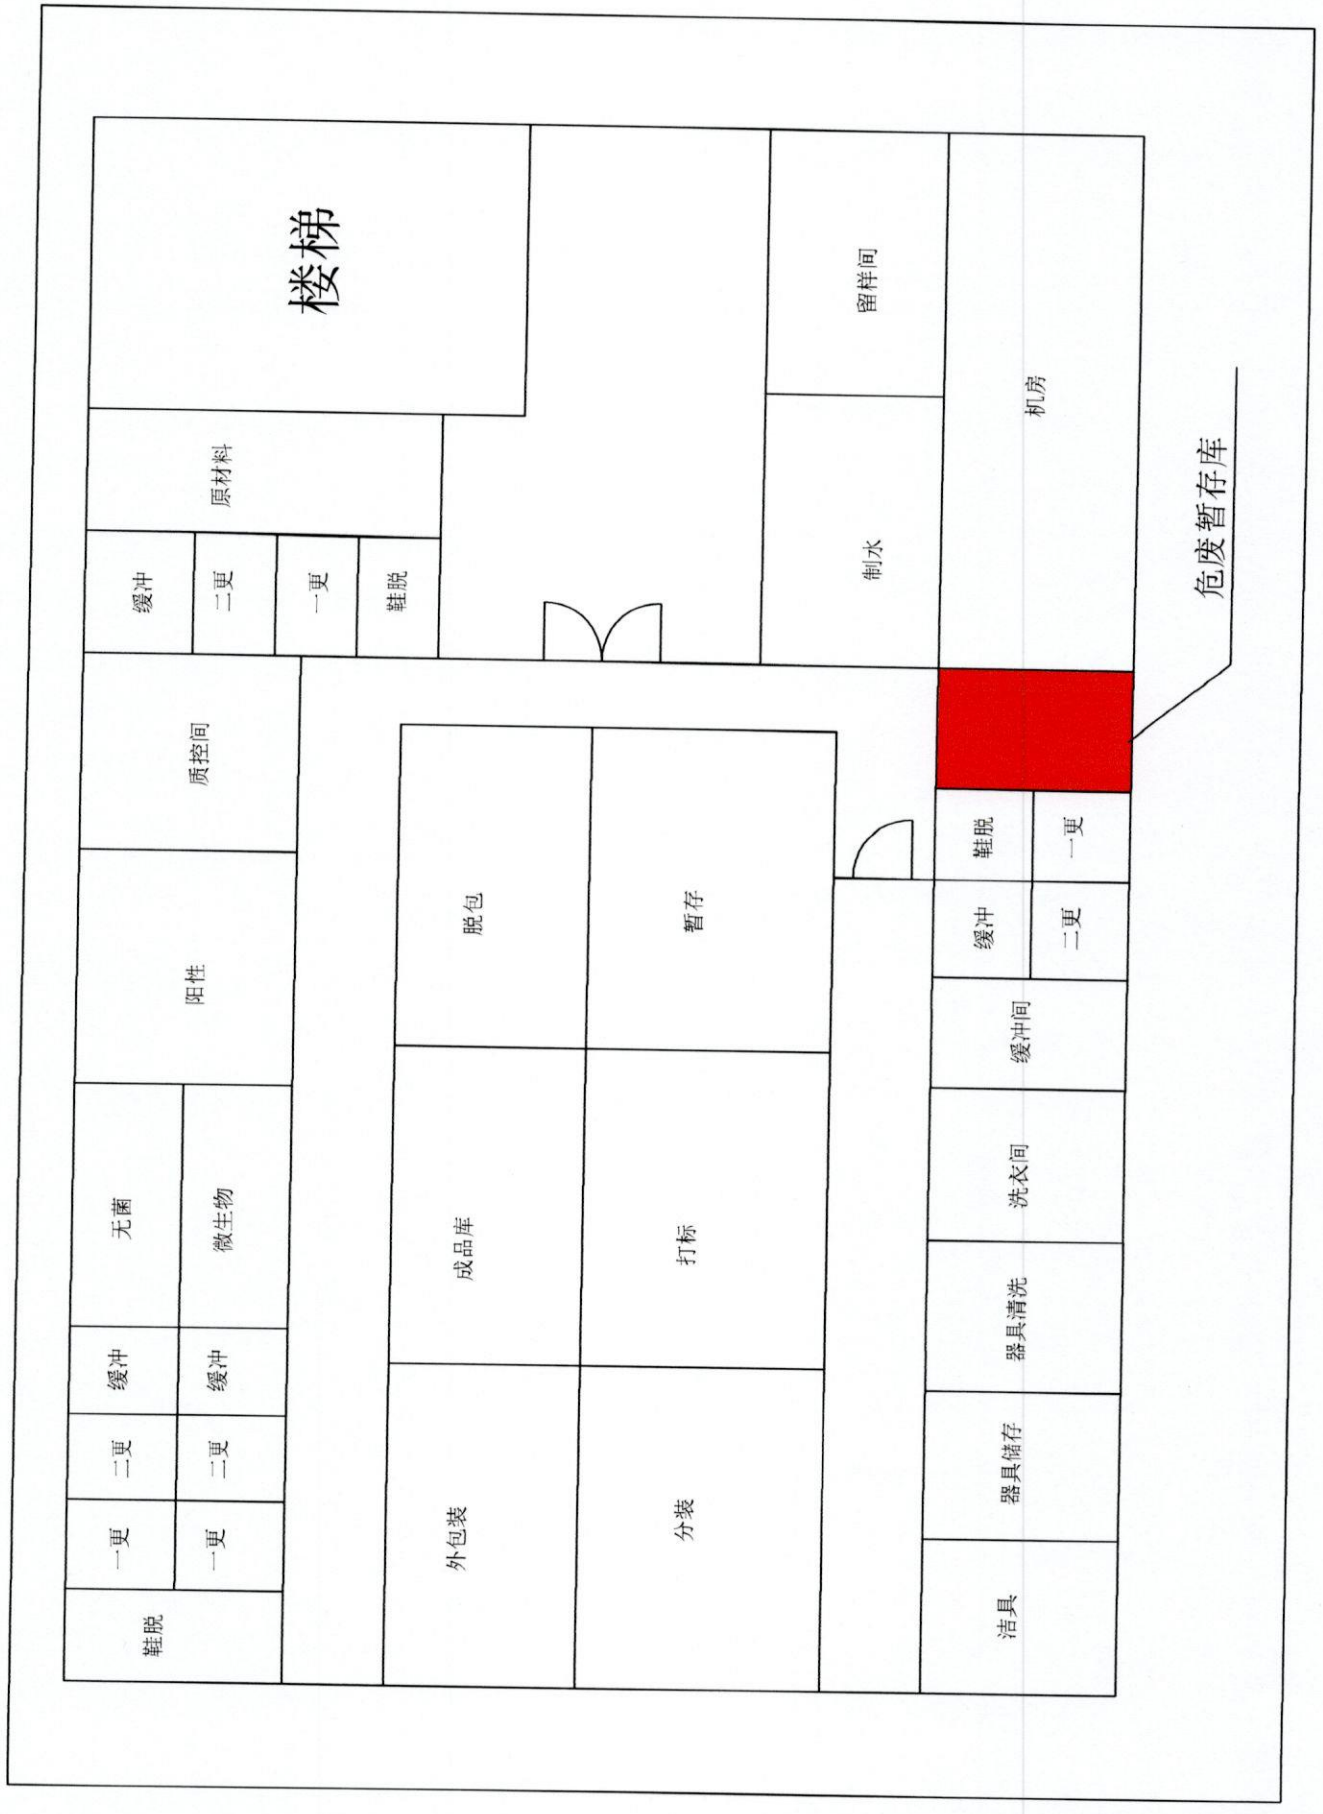 鞋脱
一更
二更
缓冲
无菌
一更
二更
缓冲
微生物
阳性
质控间
缓冲
二更
一更
鞋脱
原材料
楼梯
外包装
成品库
脱包
分装
打标
暂存
制水
留样间
洁具
器具储存
器具清洗
洗衣间
缓冲间
缓冲
鞋脱
二更
一更
机房
危废暂存库